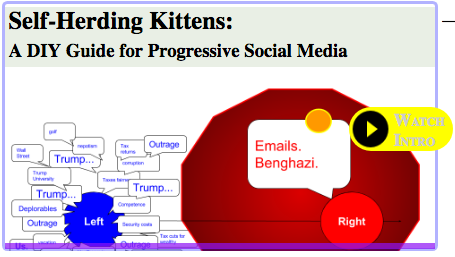 Self-Herding Kittens:
A DIY Guide for Progressive Social Media
WATCH
INTRO
Emails.
Benghazi.
Right
golf
nepotism
Wall
Street
Trump...
Tax
returns
Outrage
corruption
Trump
University
Taxes
Trump...
Trump...
Deplorables
Competence
Outrage
Left
Security costs
Us
vacation
Outrage
Tax cuts for
wealthy